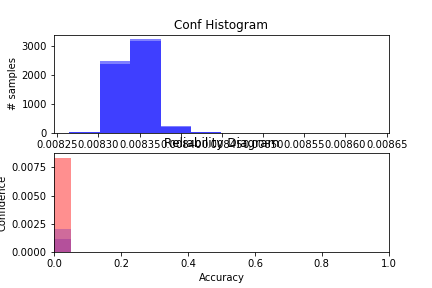 Conf Histogram
3000
2000
1000
0
# samples
0.00825 0.00830 0.00835 0.00840 0.00845 0.00850 0.00855 0.00860 0.00865
Reliability Diagram
0.0075
0.0050
0.0025
0.0000
Confidence
0.0 0.2 0.4 0.6 0.8 1.0
Accuracy